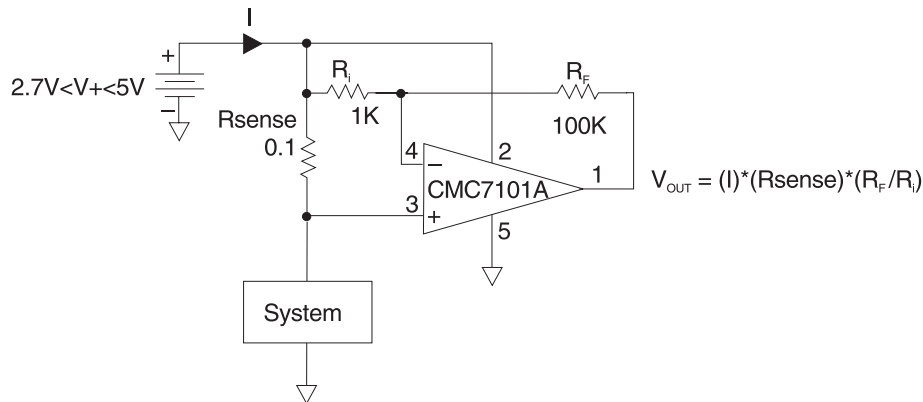 I
+
2.7V<V+<5V
−
Rsense
0.1
Ri
1K
RF
100K
4
−
2
CMC7101A
1
3
+
5
VOUT = (I)*(Rsense)*(RF/Ri)
System